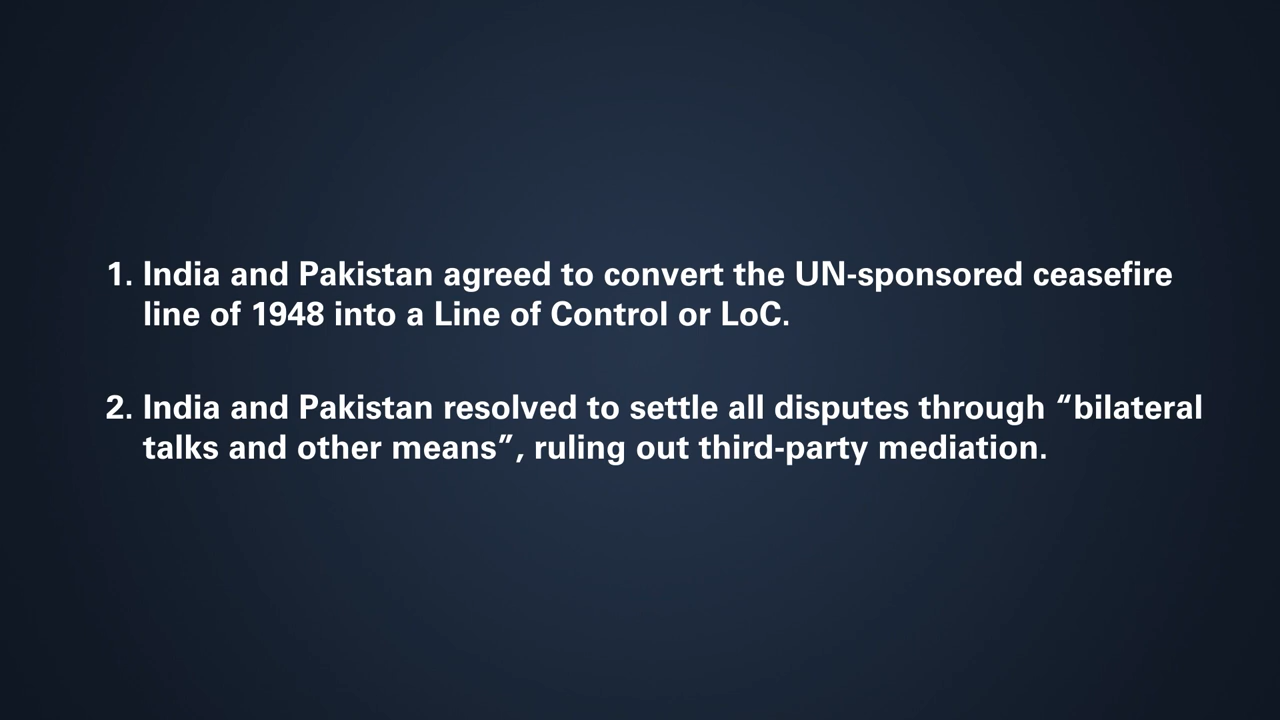 1. India and Pakistan agreed to convert the UN-sponsored ceasefire
line of 1948 into a Line of Control or LoC.
2. India and Pakistan resolved to settle all disputes through “bilateral
talks and other means”, ruling out third-party mediation.